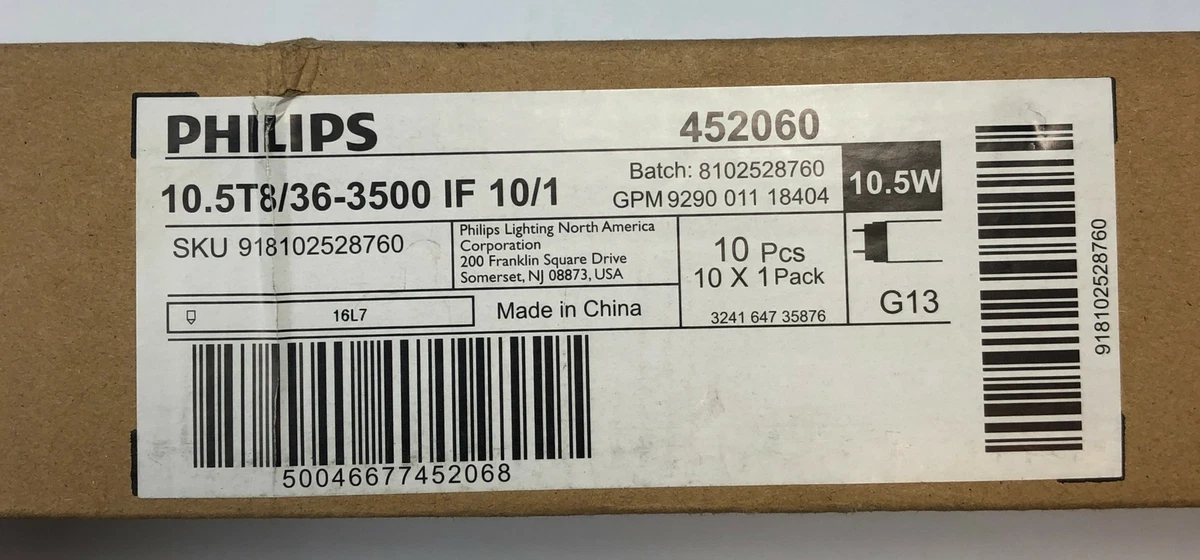 PHILIPS
452060
10.5T8/36-3500 IF 10/1
Batch: 8102528760
GPM 9290 011 18404
10.5W
SKU 918102528760
Philips Lighting North America
Corporation
200 Franklin Square Drive
Somerset, NJ 08873, USA
10 Pcs
10 X 1 Pack
3241 647 35876
G13
16L7
Made in China
50046677452068
918102528760